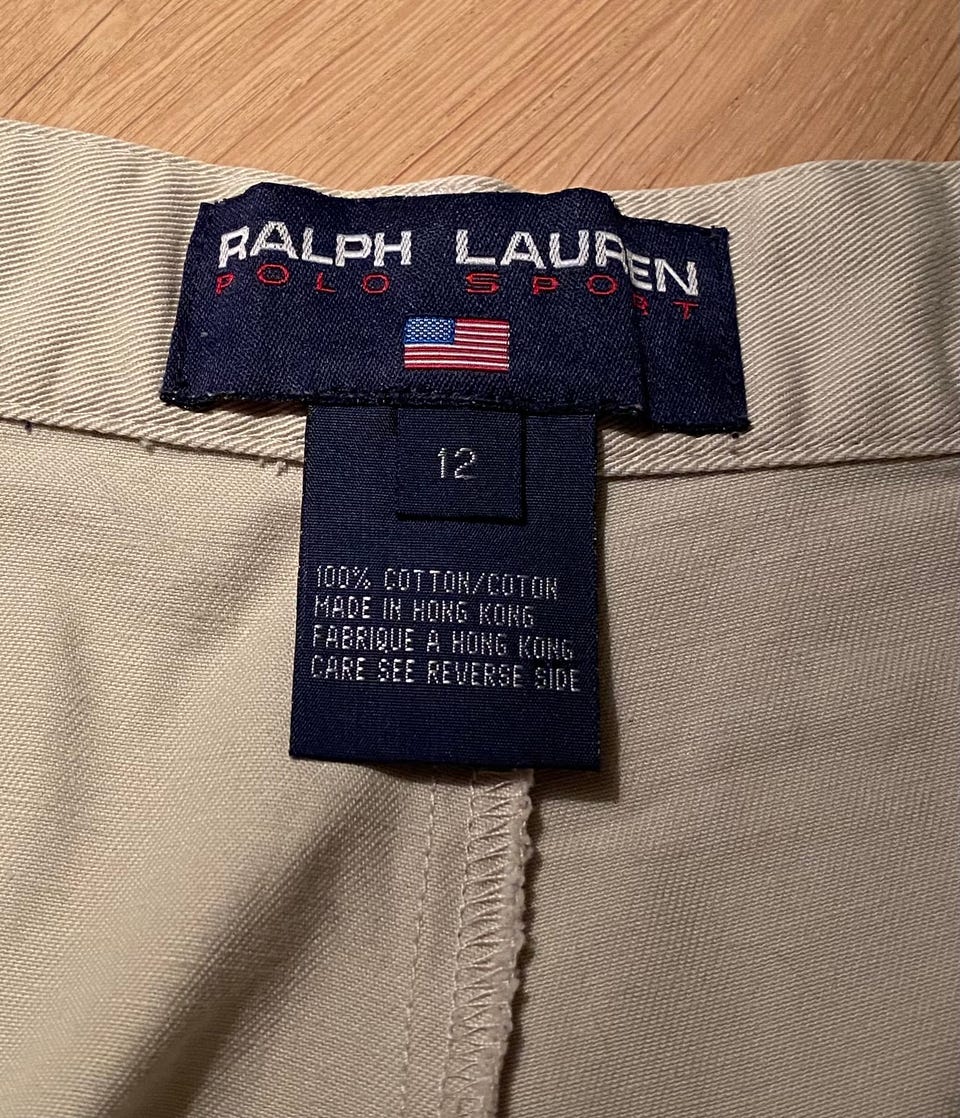 RALPH LAUREN
POLO SPORT
12
100% COTTON/COTON
MADE IN HONG KONG
FABRIQUE A HONG KONG
CARE SEE REVERSE SIDE